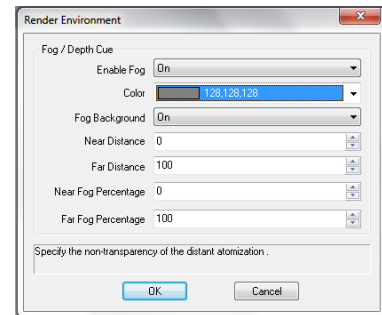 Render Environment
Fog / Depth Cue
Enable Fog On
Color 128,128,128
Fog Background On
Near Distance 0
Far Distance 100
Near Fog Percentage 0
Far Fog Percentage 100
Specify the non-transparency of the distant atomization .
OK Cancel